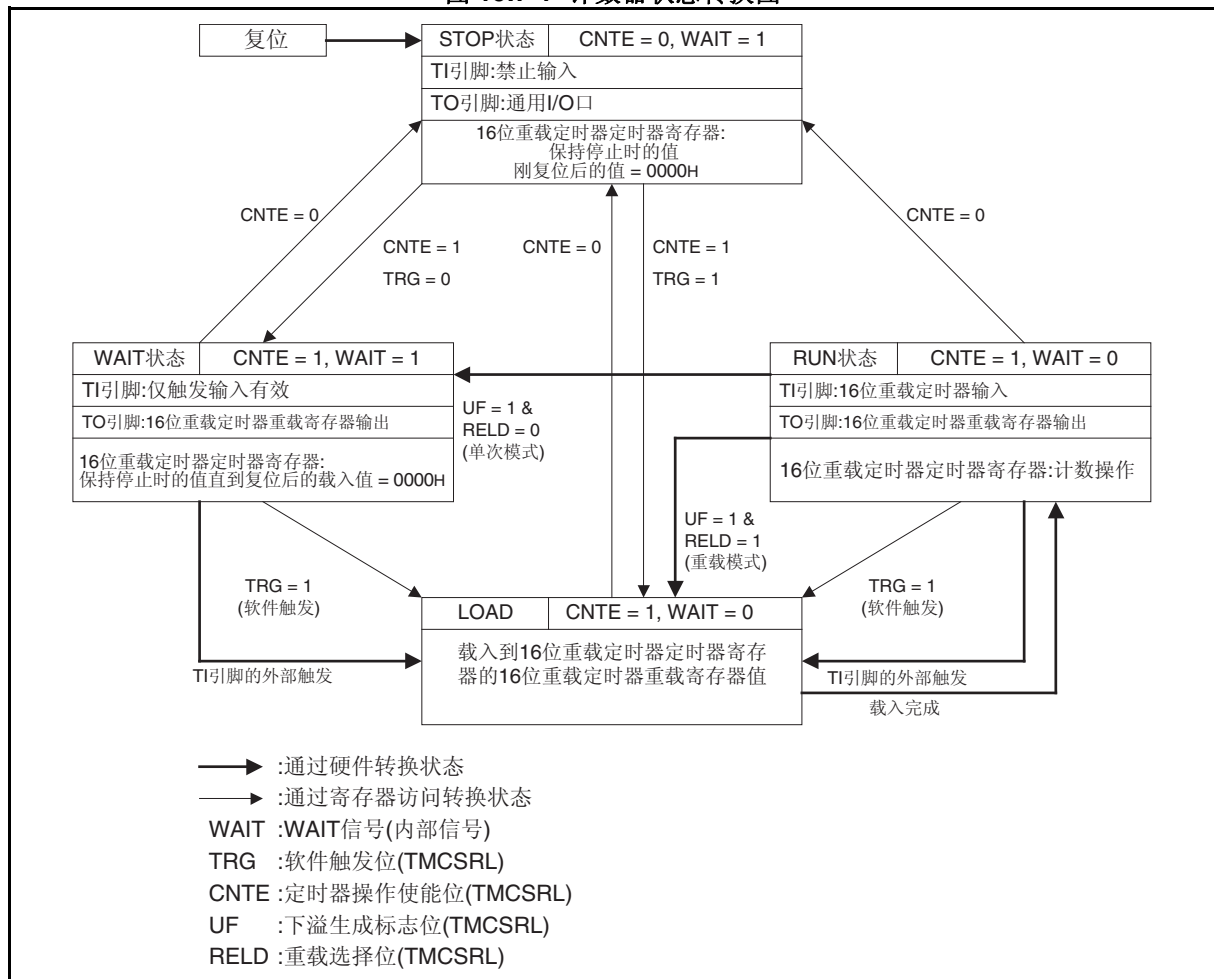 复位
STOP状态 CNTE = 0, WAIT = 1
TI引脚:禁止输入
TO引脚:通用I/O口
16位重载定时器定时器寄存器:
保持停止时的值
刚复位后的值 = 0000H
CNTE = 0
CNTE = 1
TRG = 0
CNTE = 0
CNTE = 1
TRG = 1
CNTE = 0
WAIT状态 CNTE = 1, WAIT = 1
TI引脚:仅触发输入有效
TO引脚:16位重载定时器重载寄存器输出
16位重载定时器定时器寄存器:
保持停止时的值直到复位后的载入值 = 0000H
UF = 1 &
RELD = 0
(单次模式)
RUN状态 CNTE = 1, WAIT = 0
TI引脚:16位重载定时器输入
TO引脚:16位重载定时器重载寄存器输出
16位重载定时器定时器寄存器:计数操作
UF = 1 &
RELD = 1
(重载模式)
TRG = 1
(软件触发)
TI引脚的外部触发
LOAD CNTE = 1, WAIT = 0
载入到16位重载定时器定时器寄存
器的16位重载定时器重载寄存器值
TRG = 1
(软件触发)
TI引脚的外部触发
载入完成
:通过硬件转换状态
:通过寄存器访问转换状态
WAIT :WAIT信号(内部信号)
TRG :软件触发位(TMCSRL)
CNTE :定时器操作使能位(TMCSRL)
UF :下溢生成标志位(TMCSRL)
RELD :重载选择位(TMCSRL)